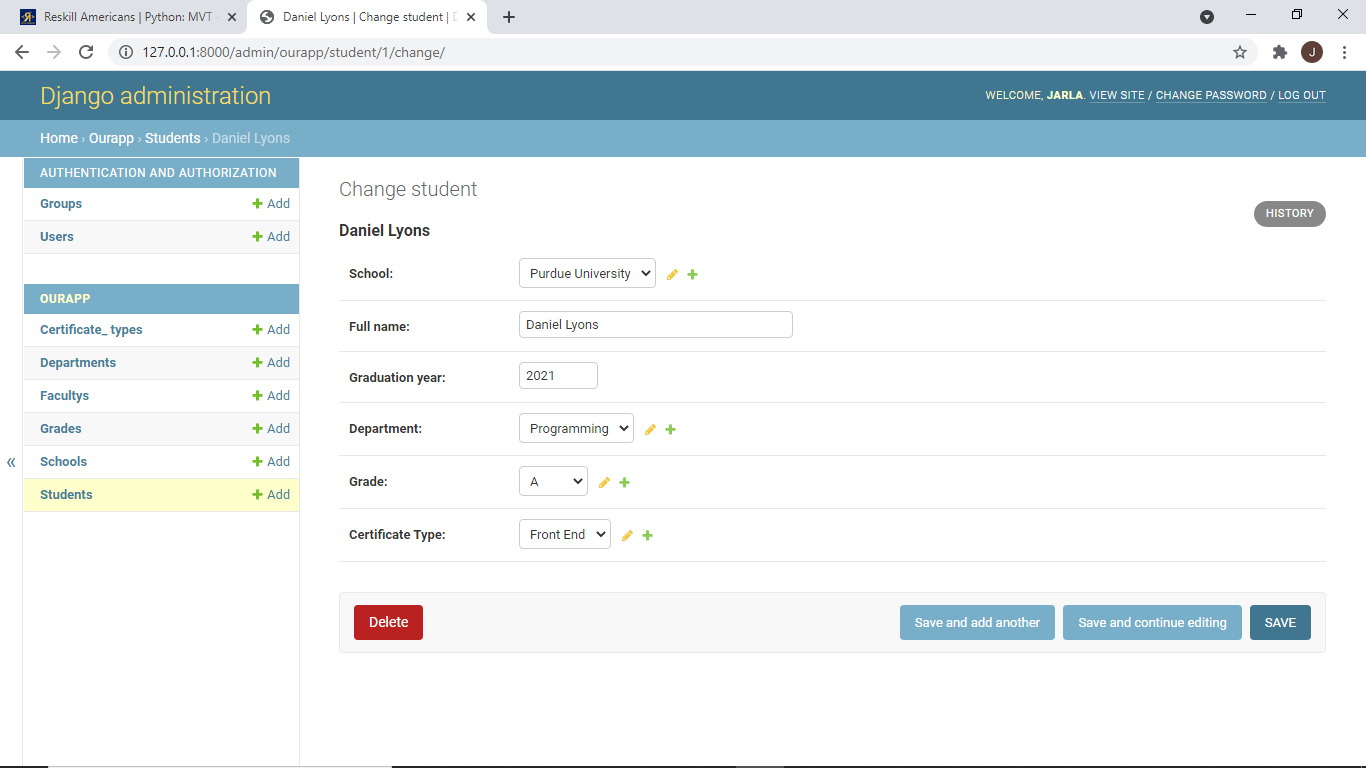 Reskill Americans | Python: MVT
Daniel Lyons | Change student |
127.0.0.1:8000/admin/ourapp/student/1/change/
J
Django administration
WELCOME, JARLA. VIEW SITE / CHANGE PASSWORD / LOG OUT
Home › Ourapp › Students › Daniel Lyons
AUTHENTICATION AND AUTHORIZATION
Groups + Add
Users + Add
OURAPP
Certificate_ types + Add
Departments + Add
Facultys + Add
Grades + Add
Schools + Add
Students + Add
«
Change student
HISTORY
Daniel Lyons
School: Purdue University
Full name: Daniel Lyons
Graduation year: 2021
Department: Programming
Grade: A
Certificate Type: Front End
Delete Save and add another Save and continue editing SAVE